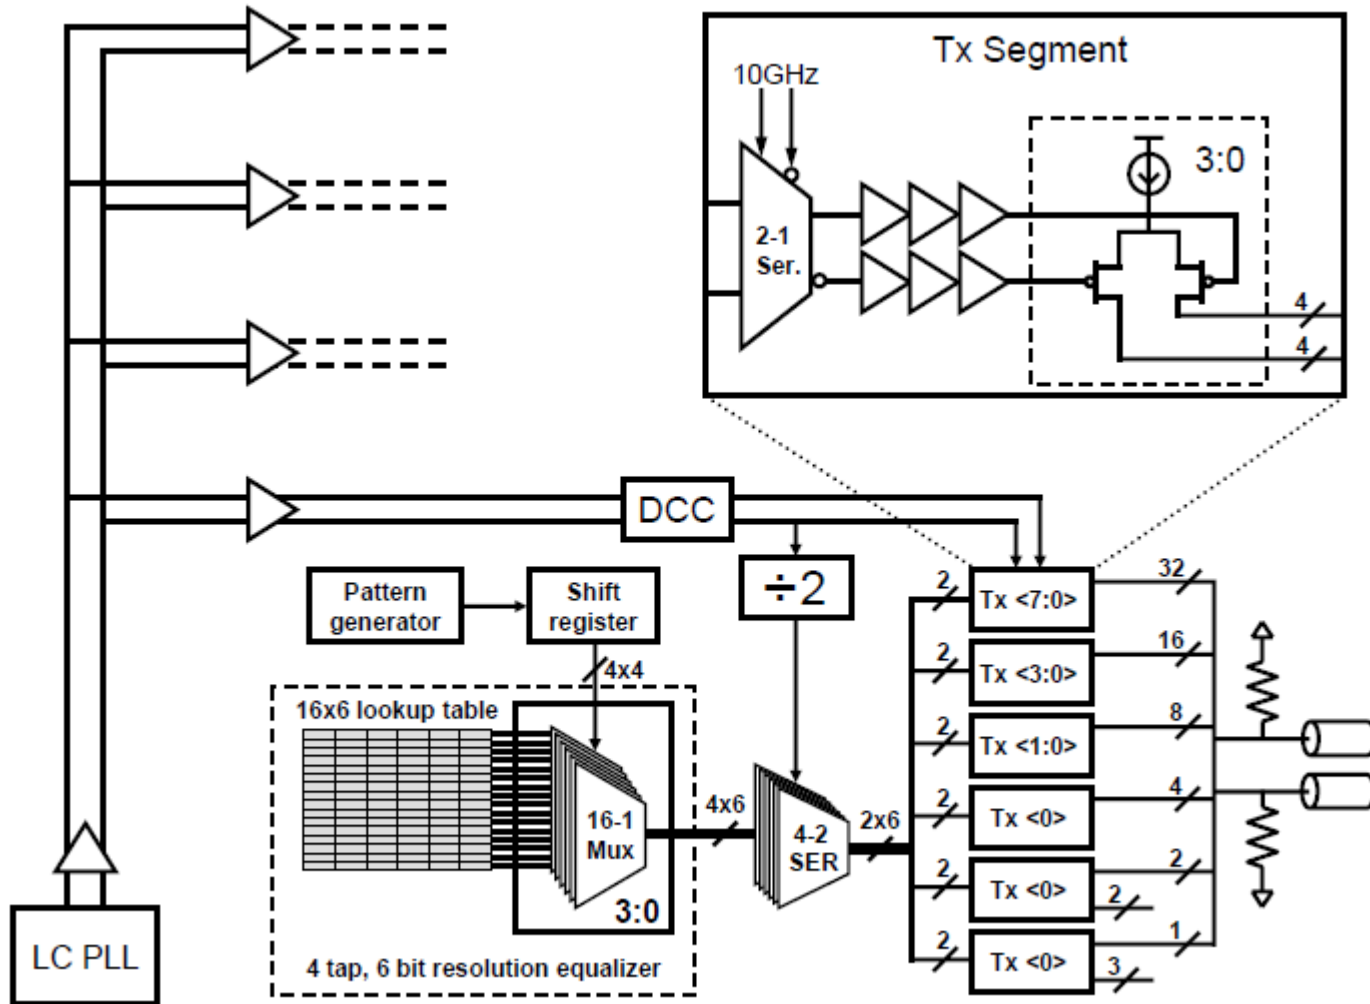 Tx Segment
10GHz
3:0
2-1
Ser.
4
4
DCC
÷2
Pattern
generator
Shift
register
4x4
16x6 lookup table
16-1
Mux
3:0
4 tap, 6 bit resolution equalizer
4x6
4-2
SER
2x6
LC PLL
2
Tx <7:0>
32
2
Tx <3:0>
16
2
Tx <1:0>
8
2
Tx <0>
4
2
Tx <0>
2
2
2
Tx <0>
1
3